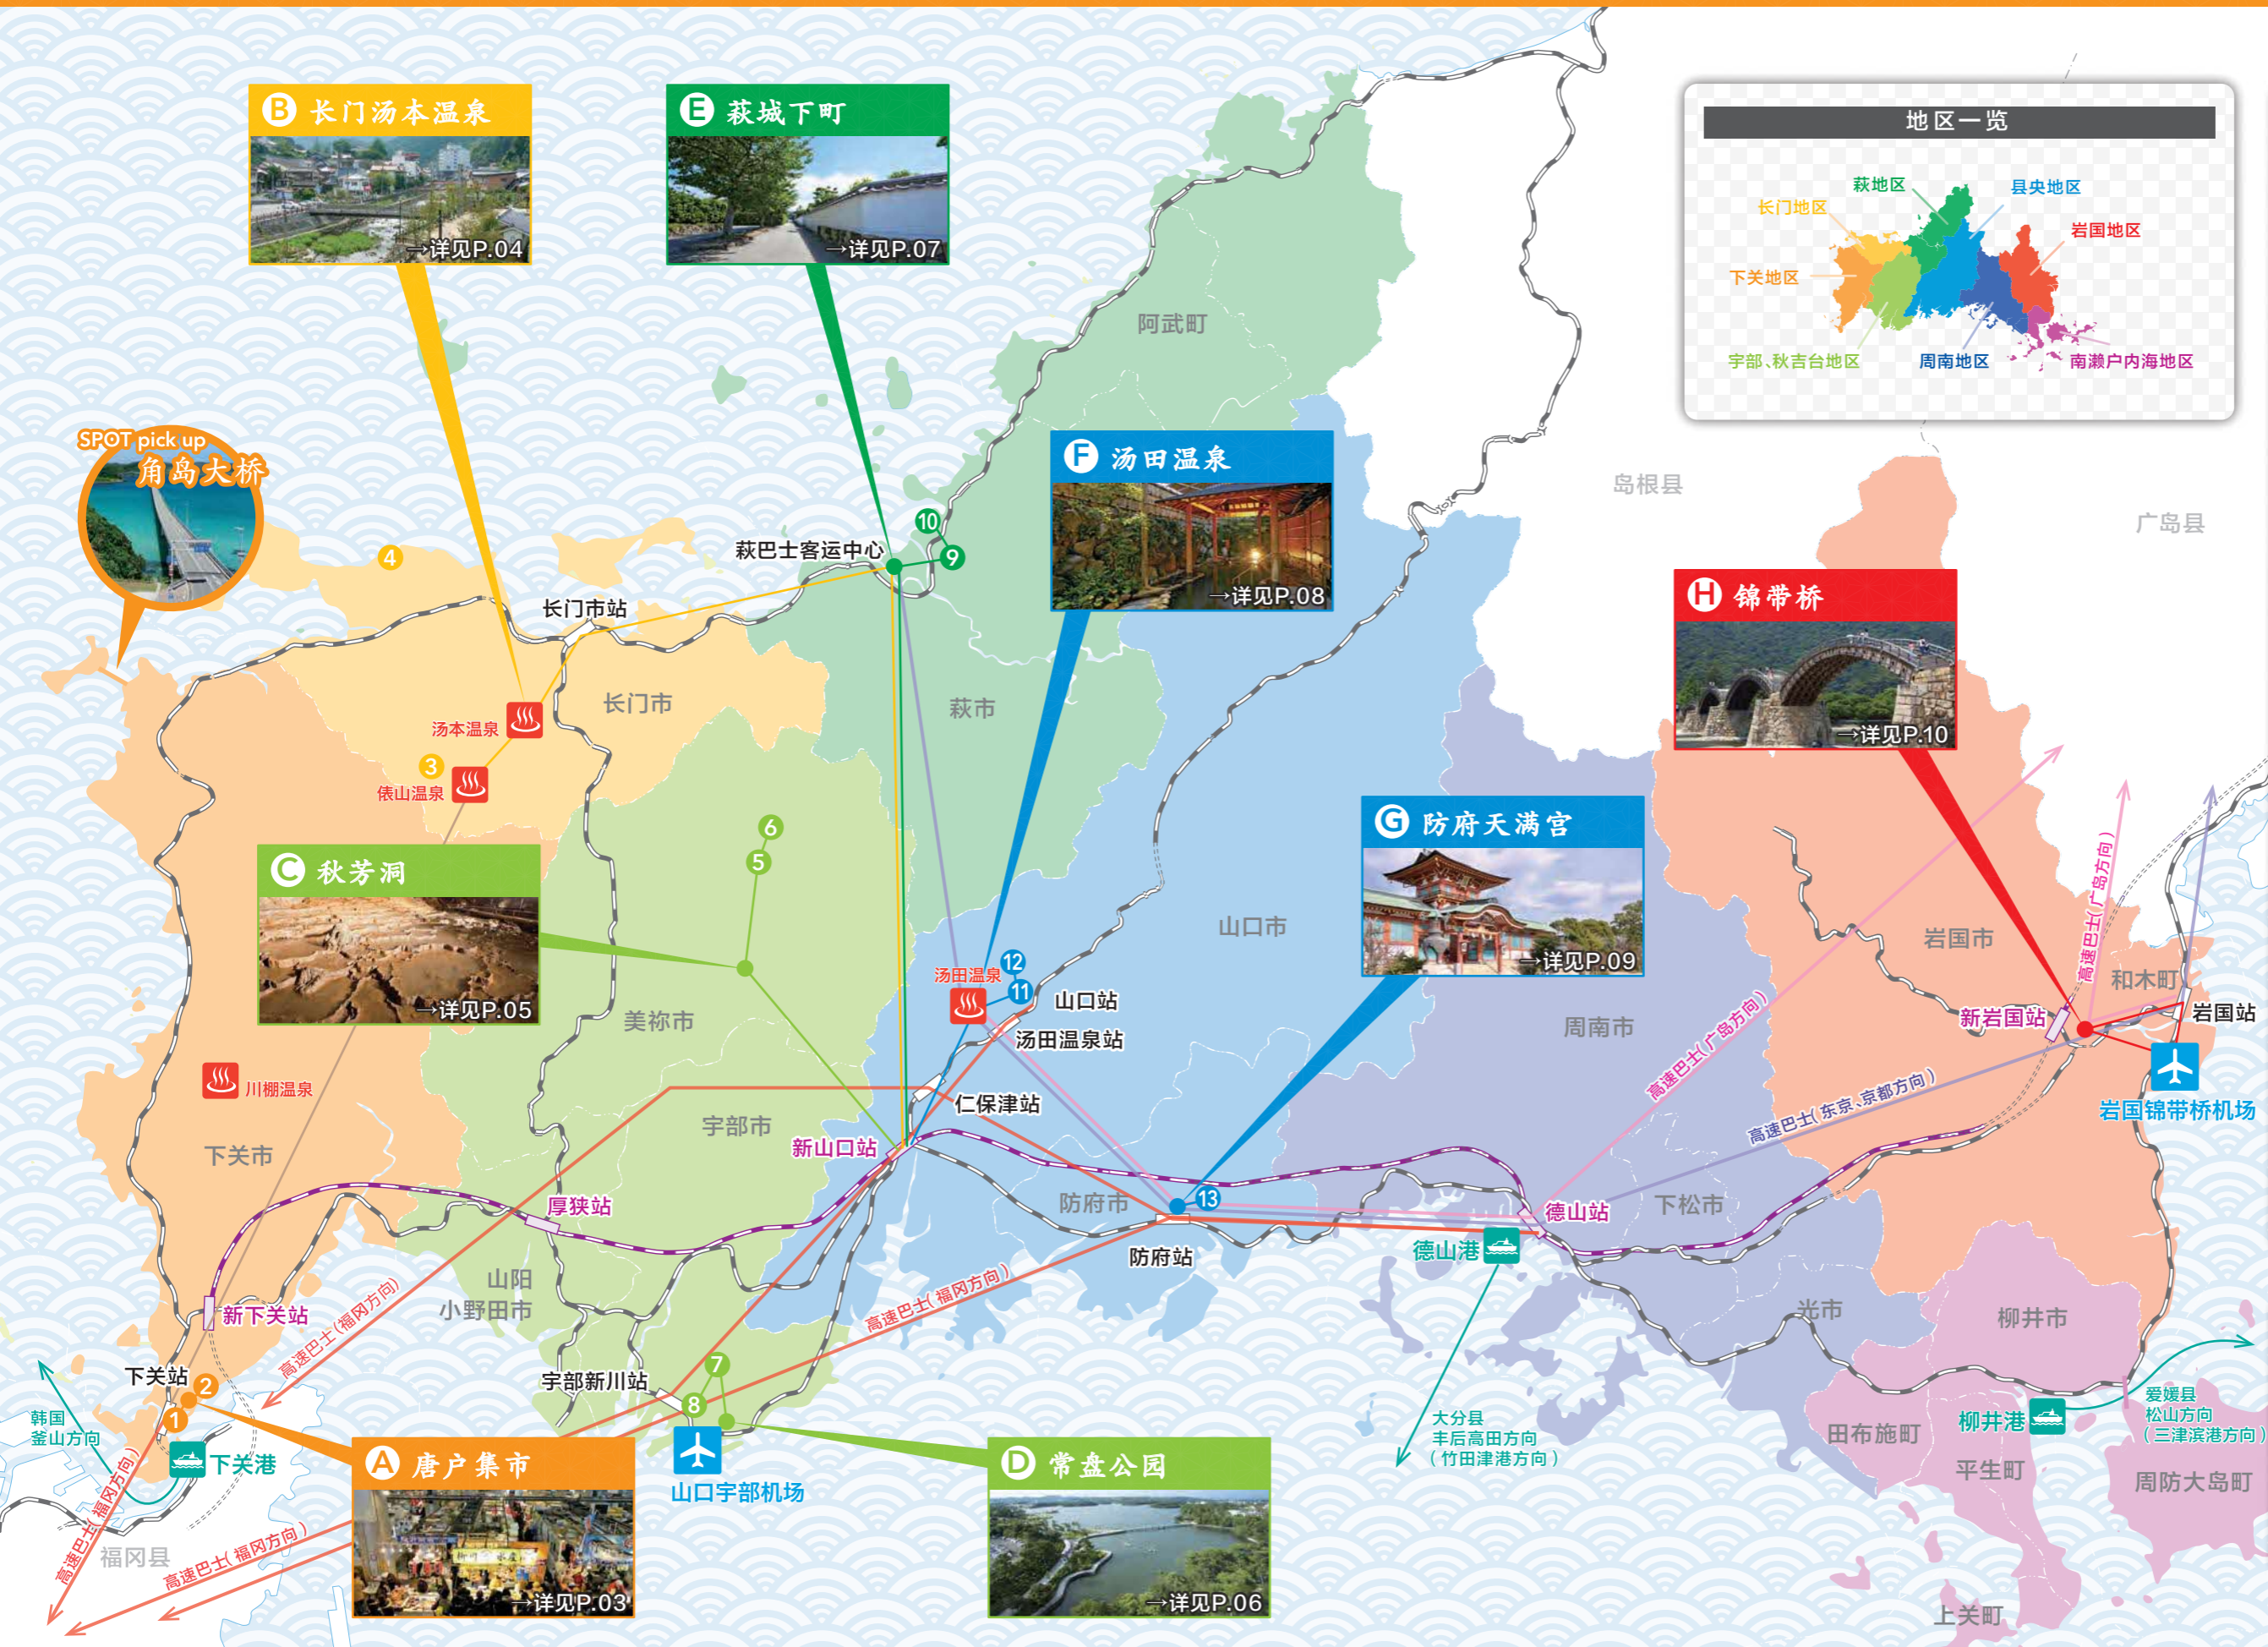 B 长门汤本温泉
→详见P.04
E 萩城下町
→详见P.07
地区一览
萩地区
县央地区
长门地区
岩国地区
下关地区
宇部、秋吉台地区
周南地区
南濑户内海地区
阿武町
SPOT pick up
角岛大桥
F 汤田温泉
→详见P.08
岛根县
广岛县
4
10
9
萩巴士客运中心
长门市站
H 锦带桥
→详见P.10
长门市
萩市
汤本温泉
3
俵山温泉
6
5
C 秋芳洞
→详见P.05
G 防府天满宫
→详见P.09
山口市
岩国市
高速巴士(广岛方向)
和木町
汤田温泉
12
11
山口站
汤田温泉站
美祢市
周南市
新岩国站
岩国站
高速巴士(广岛方向)
川棚温泉
仁保津站
高速巴士(东京、京都方向)
岩国锦带桥机场
宇部市
新山口站
下关市
厚狭站
防府市
13
防府站
德山站
下松市
德山港
山阳
小野田市
高速巴士(福冈方向)
高速巴士(福冈方向)
新下关站
光市
柳井市
下关站
2
1
宇部新川站
7
8
韩国
釜山方向
下关港
大分县
丰后高田方向
(竹田津港方向)
田布施町
柳井港
爱媛县
松山方向
(三津滨港方向)
平生町
周防大岛町
A 唐户集市
→详见P.03
山口宇部机场
D 常盘公园
→详见P.06
高速巴士(福冈方向)
福冈县
高速巴士(福冈方向)
上关町